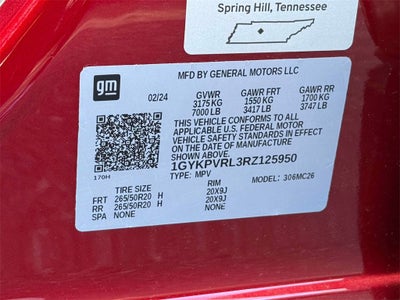 Spring Hill, Tennessee
gm
MFD BY GENERAL MOTORS LLC
02/24 GVWR GAWR FRT GAWR RR
3175 KG 1550 KG 1700 KG
7000 LB 3417 LB 3747 LB
THIS VEHICLE CONFORMS TO ALL
APPLICABLE U.S. FEDERAL MOTOR
VEHICLE SAFETY STANDARDS IN EFFECT
ON THE DATE OF MANUFACTURE SHOWN ABOVE.
1GYKPVRL3RZ125950
170H TYPE: MPV MODEL: 306MC26
TIRE SIZE RIM
FRT 265/50R20 H 20X9J
RR 265/50R20 H 20X9J
SPA NONE NONE